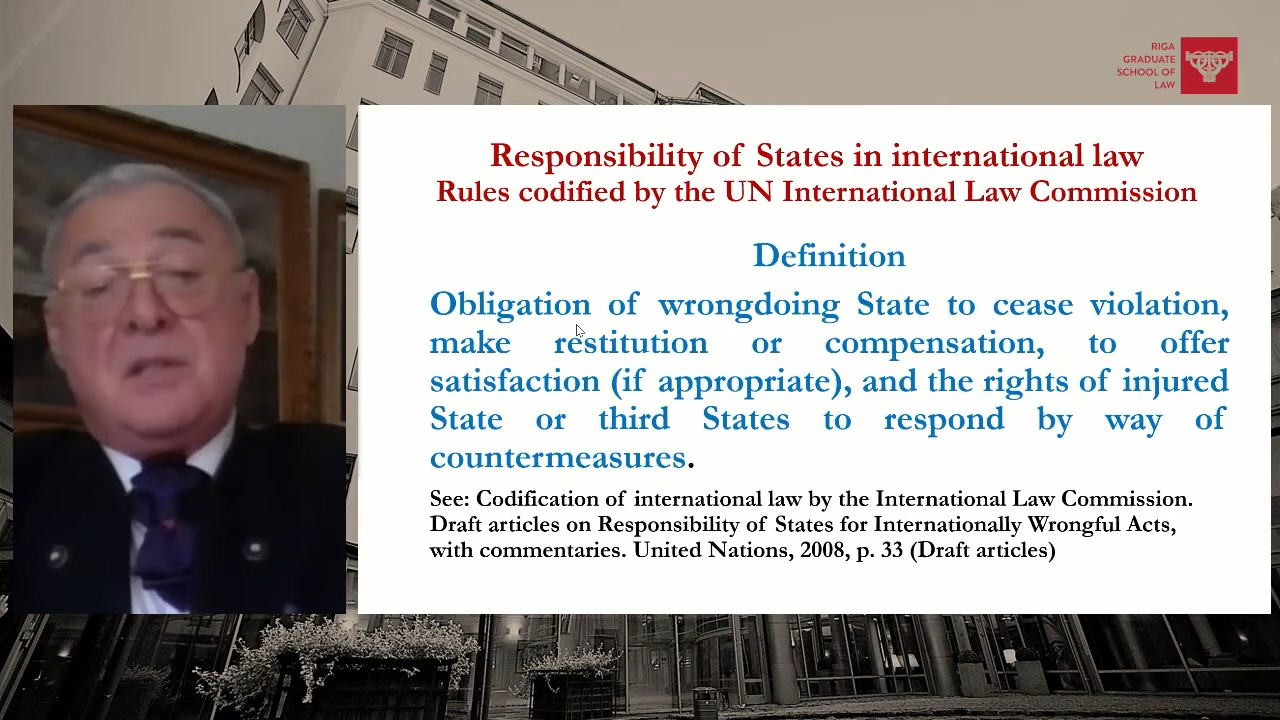 RIGA
GRADUATE
SCHOOL OF
LAW
Responsibility of States in international law
Rules codified by the UN International Law Commission
Definition
Obligation of wrongdoing State to cease violation,
make restitution or compensation, to offer
satisfaction (if appropriate), and the rights of injured
State or third States to respond by way of
countermeasures.
See: Codification of international law by the International Law Commission.
Draft articles on Responsibility of States for Internationally Wrongful Acts,
with commentaries. United Nations, 2008, p. 33 (Draft articles)